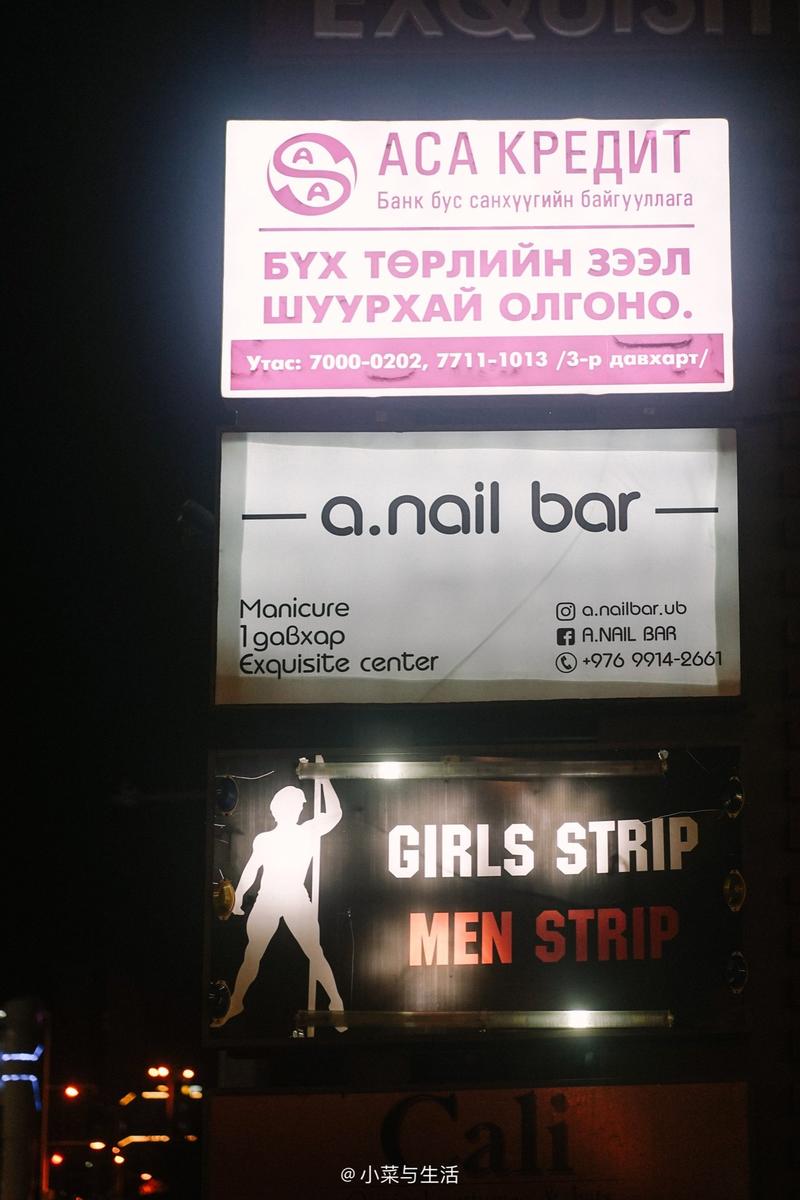 EXQUISIT
АСА КРЕДИТ
Банк бус санхүүгийн байгууллага
БҮХ ТӨРЛИЙН ЗЭЭЛ
ШУУРХАЙ ОЛГОНО.
Утас: 7000-0202, 7711-1013 /3-р давхарт/
a.nail bar
Manicure
1 давхар
Exquisite center
a.nailbar.ub
A.NAIL BAR
+976 9914-2661
GIRLS STRIP
MEN STRIP
Cali
@小菜与生活